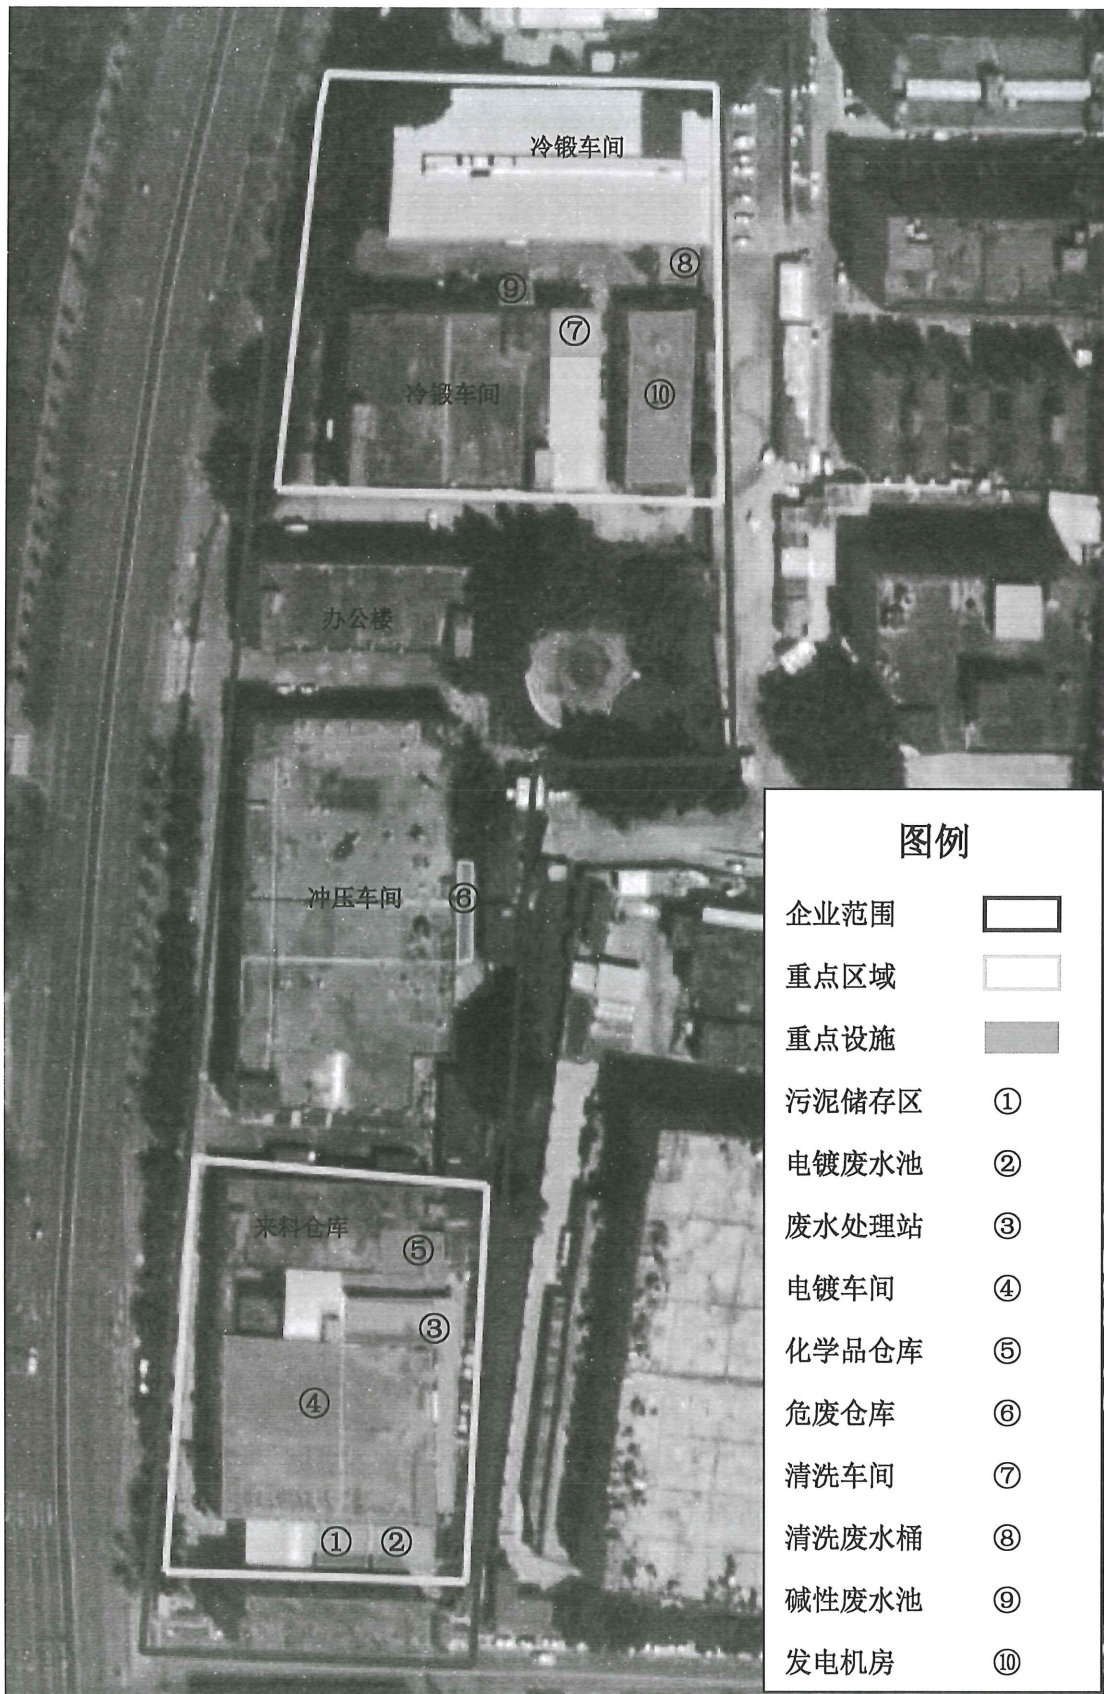 冷锻车间
⑧
⑨
⑦
冷锻车间
⑩
办公楼
冲压车间
⑥
来料仓库
⑤
③
④
①
②
图例
企业范围
重点区域
重点设施
污泥储存区 ①
电镀废水池 ②
废水处理站 ③
电镀车间 ④
化学品仓库 ⑤
危废仓库 ⑥
清洗车间 ⑦
清洗废水桶 ⑧
碱性废水池 ⑨
发电机房 ⑩